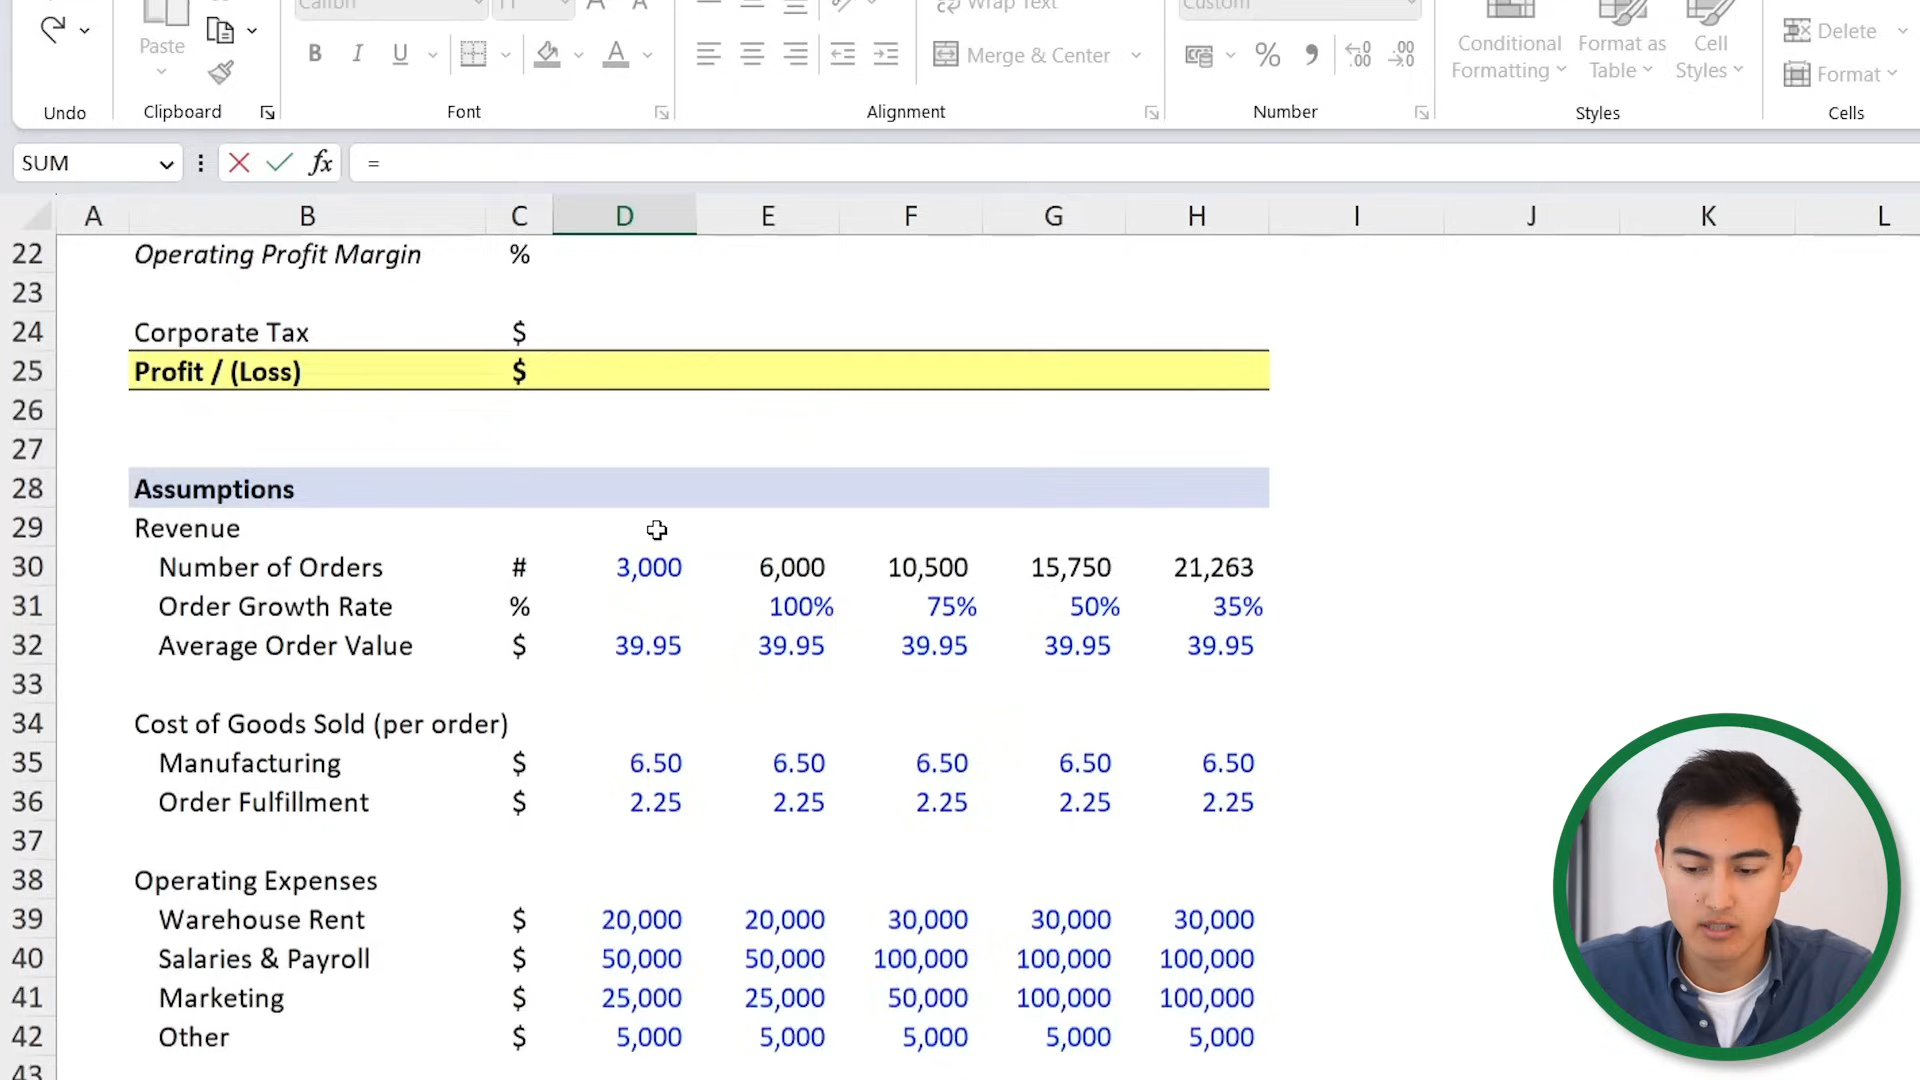 Calibri 11 A A Wrap Text Custom
Paste B I U A Merge & Center % , .00 Conditional Formatting Format as Table Cell Styles Delete Format
Undo Clipboard Font Alignment Number Styles Cells
SUM fx =
A B C D E F G H I J K L
22 Operating Profit Margin %
23
24 Corporate Tax $
25 Profit / (Loss) $
26
27
28 Assumptions
29 Revenue
30 Number of Orders # 3,000 6,000 10,500 15,750 21,263
31 Order Growth Rate % 100% 75% 50% 35%
32 Average Order Value $ 39.95 39.95 39.95 39.95 39.95
33
34 Cost of Goods Sold (per order)
35 Manufacturing $ 6.50 6.50 6.50 6.50 6.50
36 Order Fulfillment $ 2.25 2.25 2.25 2.25 2.25
37
38 Operating Expenses
39 Warehouse Rent $ 20,000 20,000 30,000 30,000 30,000
40 Salaries & Payroll $ 50,000 50,000 100,000 100,000 100,000
41 Marketing $ 25,000 25,000 50,000 100,000 100,000
42 Other $ 5,000 5,000 5,000 5,000 5,000
43